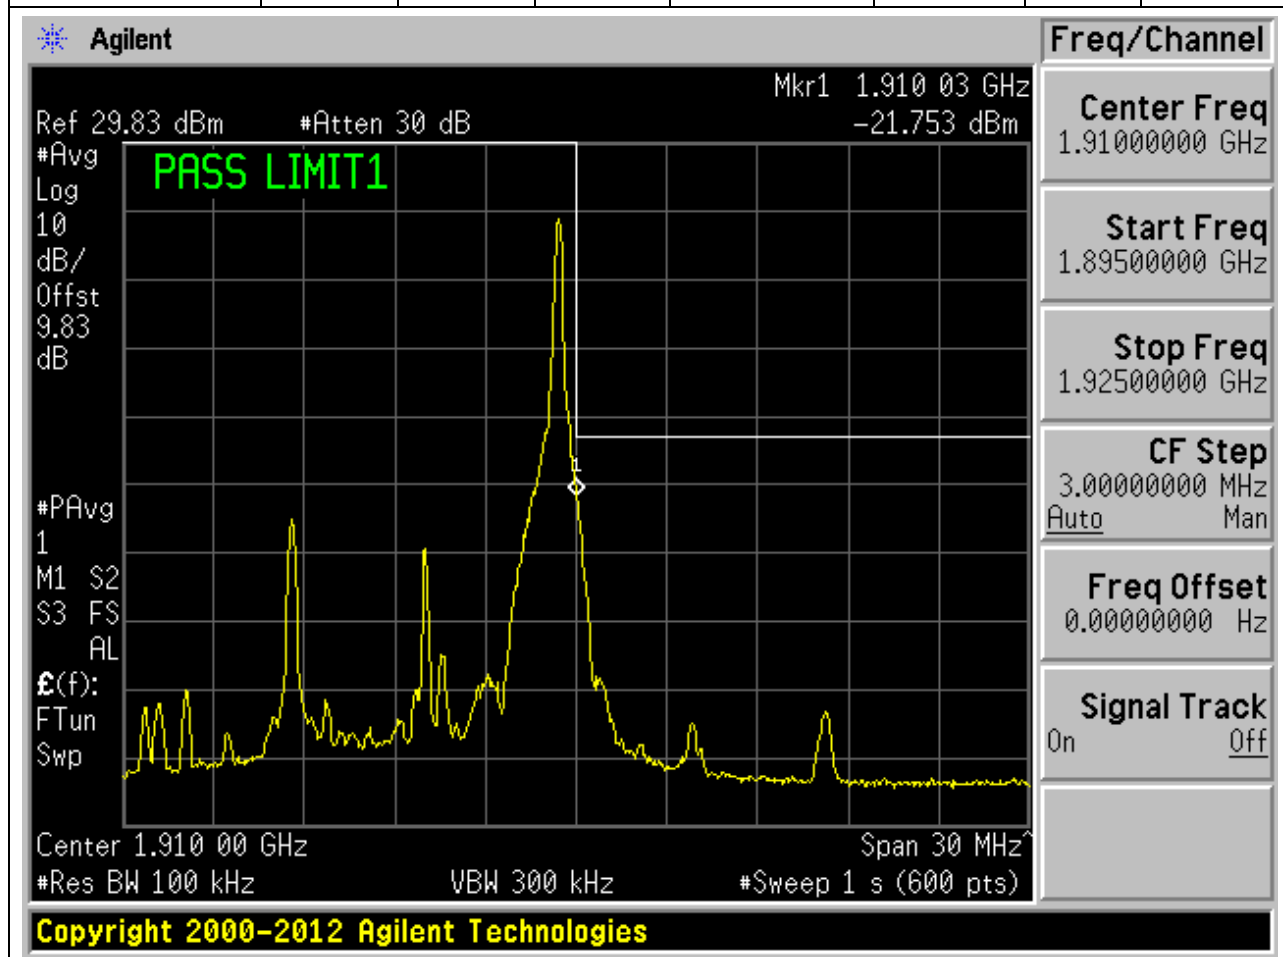 Agilent
Freq/Channel
Mkr1 1.910 03 GHz
Ref 29.83 dBm #Atten 30 dB -21.753 dBm
#Avg
Log
10
dB/
Offst
9.83
dB
PASS LIMIT1
1
#PAvg
1
M1 S2
S3 FS
AL
£(f):
FTun
Swp
Center 1.910 00 GHz Span 30 MHz^
#Res BW 100 kHz VBW 300 kHz #Sweep 1 s (600 pts)
Center Freq
1.91000000 GHz
Start Freq
1.89500000 GHz
Stop Freq
1.92500000 GHz
CF Step
3.00000000 MHz
Auto Man
Freq Offset
0.00000000 Hz
Signal Track
On Off
Copyright 2000-2012 Agilent Technologies